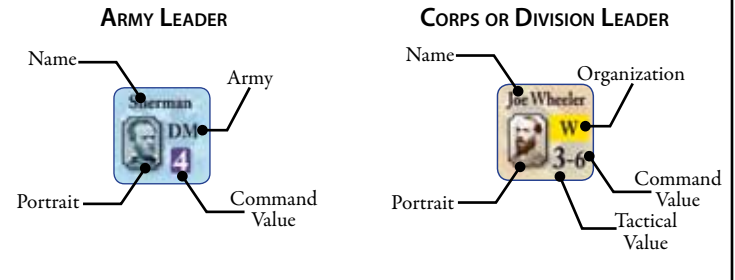 ARMY LEADER
Name
Army
Sherman
DM
4
Portrait
Command
Value
CORPS OR DIVISION LEADER
Name
Organization
Joe Wheeler
W
3-6
Portrait
Command
Value
Tactical
Value